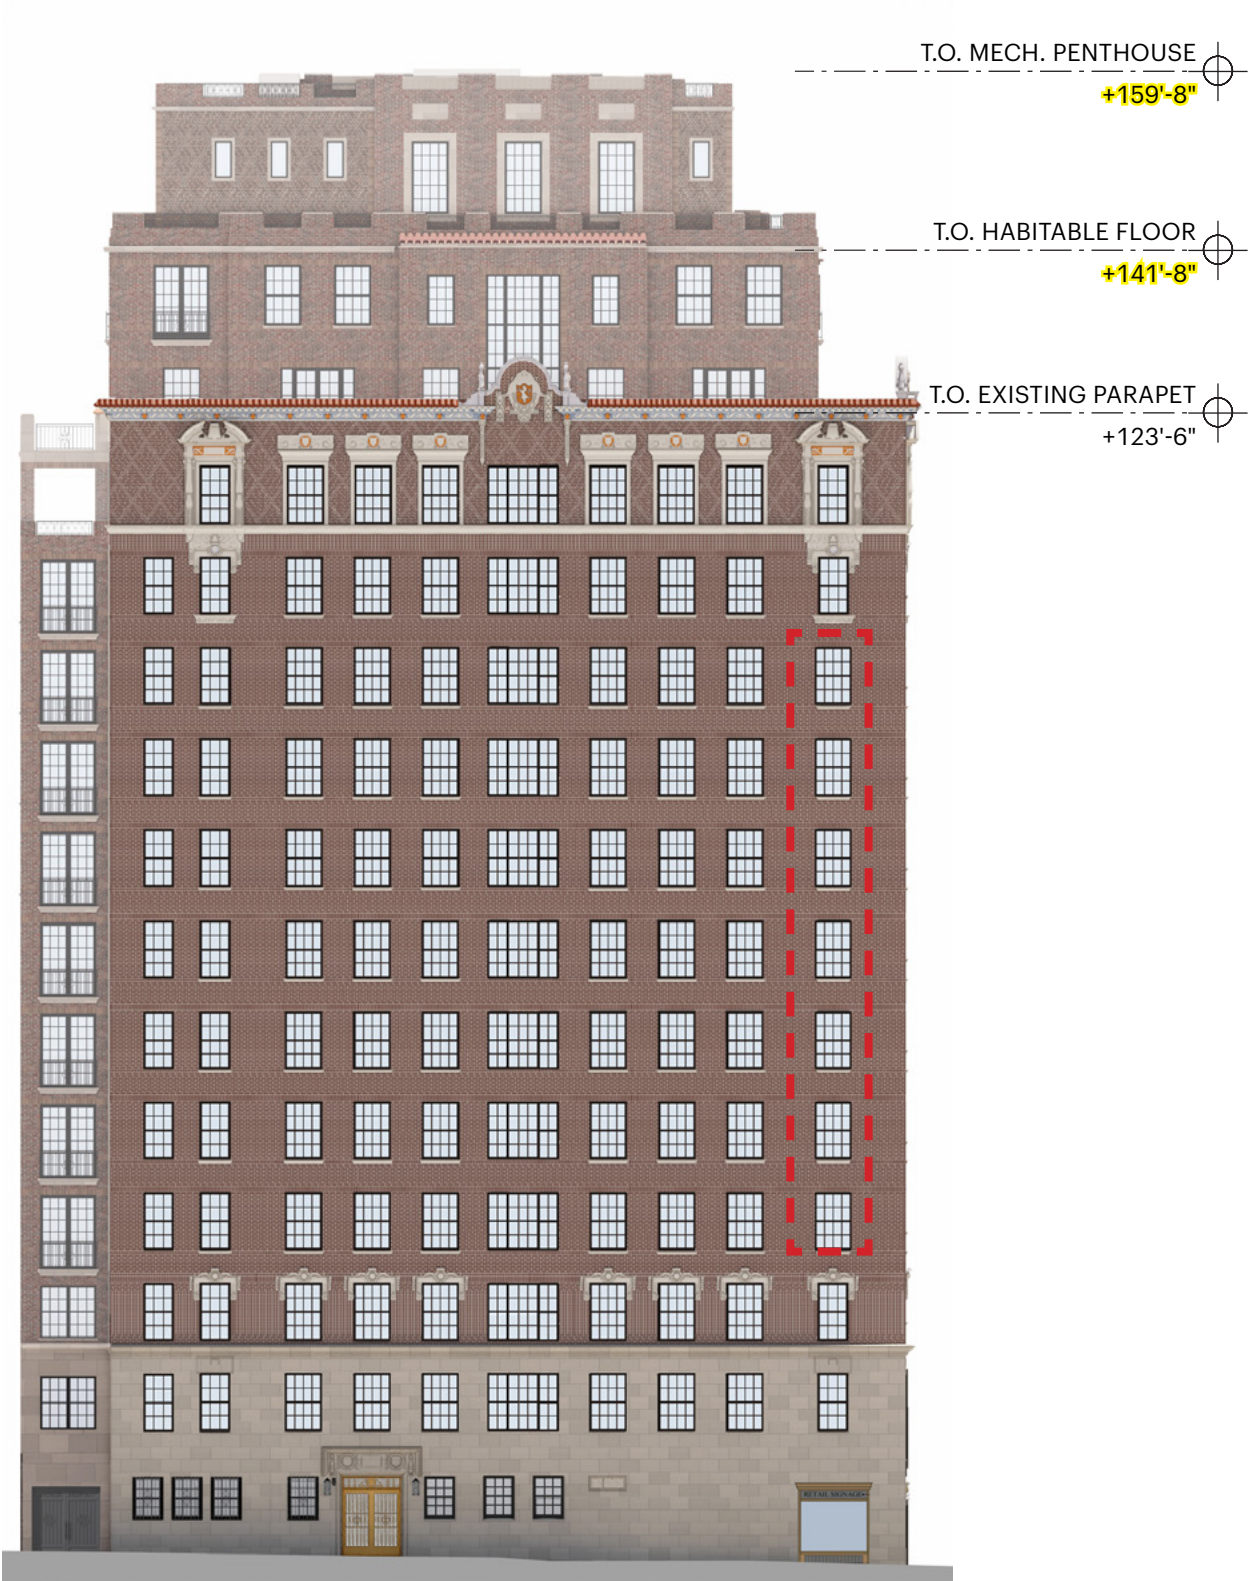 T.O. MECH. PENTHOUSE
+159'-8"
T.O. HABITABLE FLOOR
+141'-8"
T.O. EXISTING PARAPET
+123'-6"
RETAIL SIGNAGE